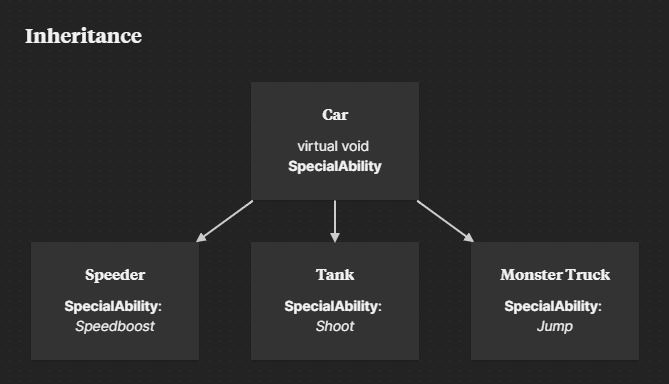 Inheritance
Car
virtual void
SpecialAbility
Speeder
SpecialAbility:
Speedboost
Tank
SpecialAbility:
Shoot
Monster Truck
SpecialAbility:
Jump